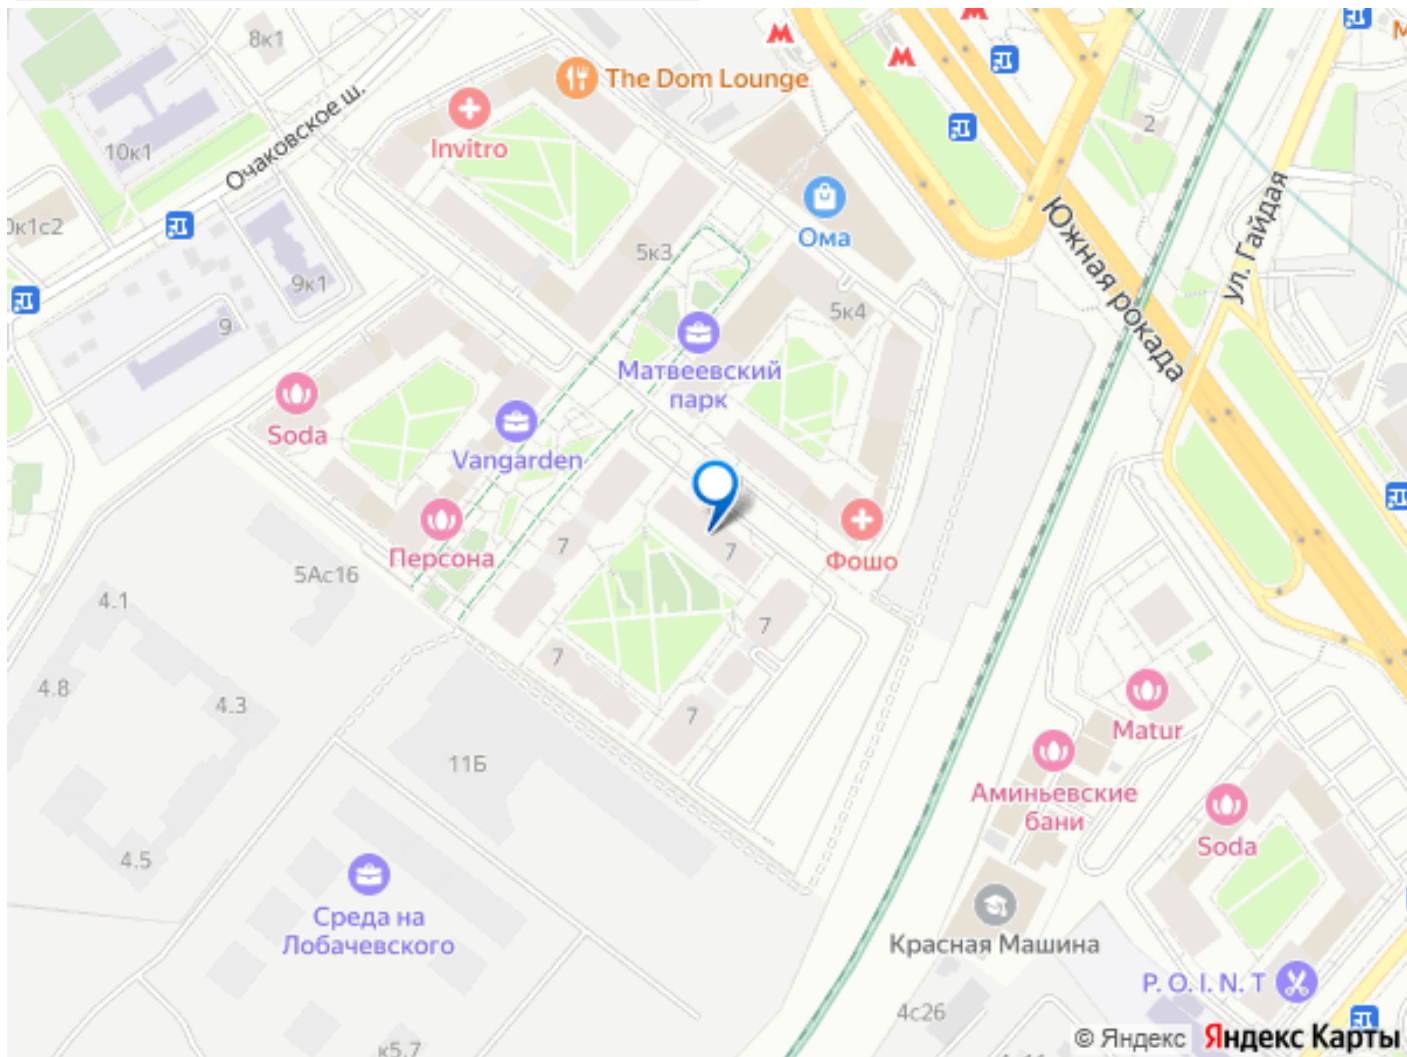 8к1
The Dom Lounge
Invitro
10к1
Очаковское ш.
2
к1с2
9к1
9
5к3
Ома
5к4
Южная рокада
ул. Гайдая
Матвеевский
парк
Soda
Vangarden
Персона
Фошо
7
7
7
7
7
5Ас16
4.1
4.8
4.3
4.5
11Б
Matur
Аминьевские
бани
Soda
Среда на
Лобачевского
Красная Машина
P. O. I. N. T
4с26
к5.7
© Яндекс Яндекс Карты